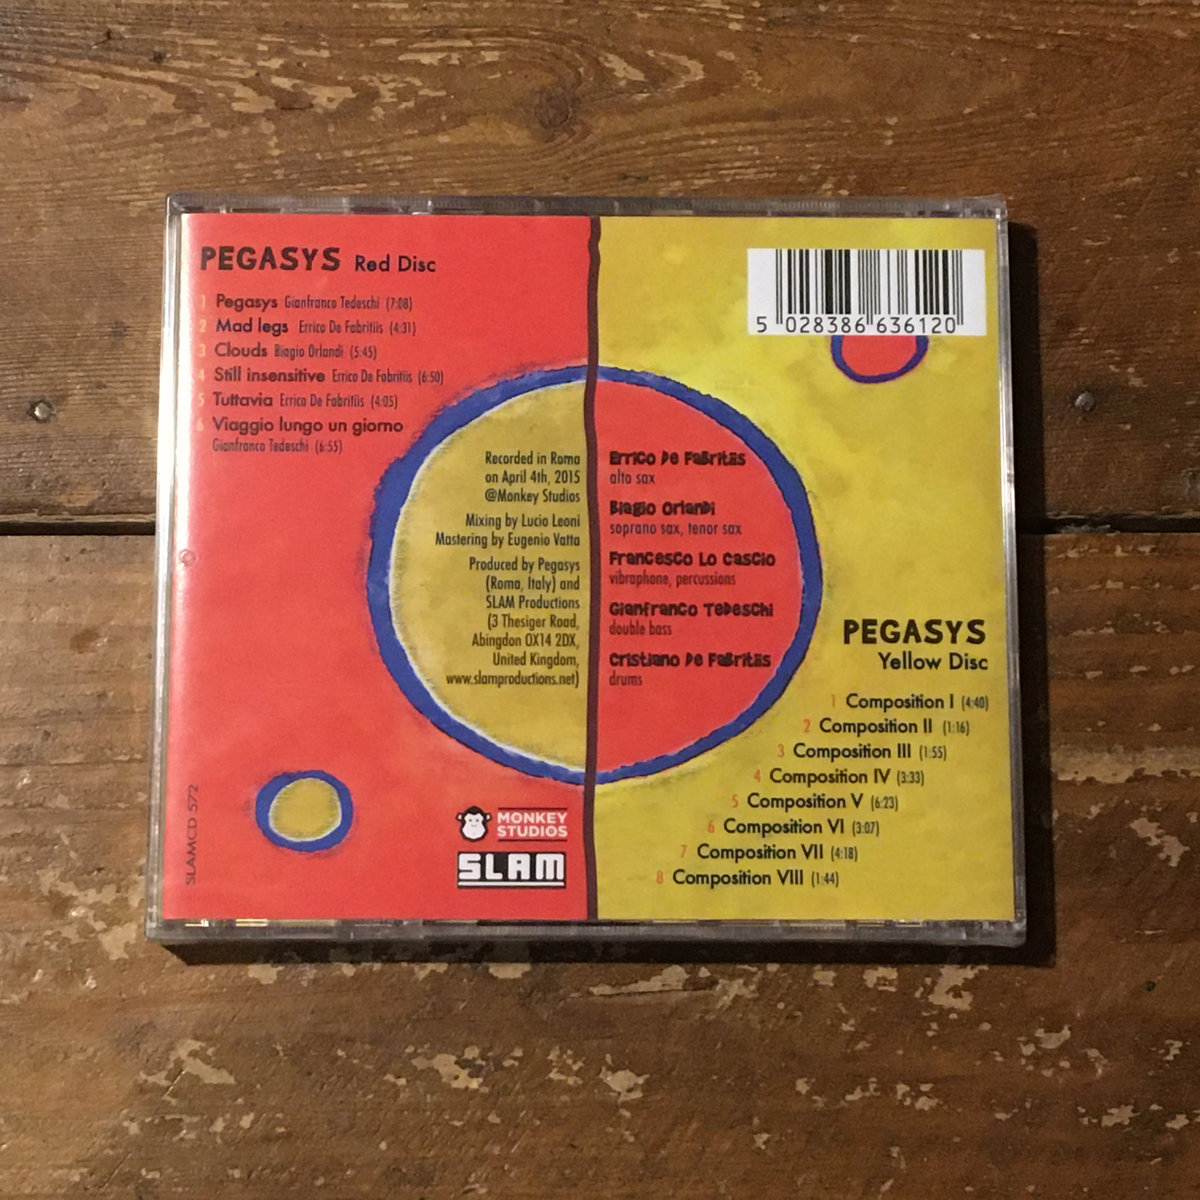 PEGASYS Red Disc
1 Pegasys Gianfranco Tedeschi (7:08)
2 Mad legs Errico De Fabritiis (4:31)
3 Clouds Biagio Orlandi (5:45)
4 Still insensitive Errico De Fabritiis (6:50)
5 Tuttavia Errico De Fabritiis (4:05)
6 Viaggio lungo un giorno
Gianfranco Tedeschi (6:55)
Recorded in Roma
on April 4th, 2015
@Monkey Studios
Mixing by Lucio Leoni
Mastering by Eugenio Vatta
Produced by Pegasys
(Roma, Italy) and
SLAM Productions
(3 Thesiger Road,
Abingdon OX14 2DX,
United Kingdom,
www.slamproductions.net)
Errico De Fabritiis
alto sax
Biagio Orlandi
soprano sax, tenor sax
Francesco Lo Cascio
vibraphone, percussions
Gianfranco Tedeschi
double bass
Cristiano De Fabritiis
drums
5 028386 636120
PEGASYS
Yellow Disc
1 Composition I (4:40)
2 Composition II (1:16)
3 Composition III (1:55)
4 Composition IV (3:33)
5 Composition V (6:23)
6 Composition VI (3:07)
7 Composition VII (4:18)
8 Composition VIII (1:44)
SLAMCD 572
MONKEY
STUDIOS
SLAM